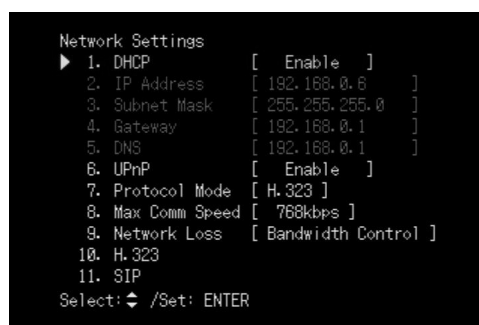 Network Settings
1. DHCP [ Enable ]
2. IP Address [ 192.168.0.6 ]
3. Subnet Mask [ 255.255.255.0 ]
4. Gateway [ 192.168.0.1 ]
5. DNS [ 192.168.0.1 ]
6. UPnP [ Enable ]
7. Protocol Mode [ H.323 ]
8. Max Comm Speed [ 768kbps ]
9. Network Loss [ Bandwidth Control ]
10. H.323
11. SIP
Select: /Set: ENTER